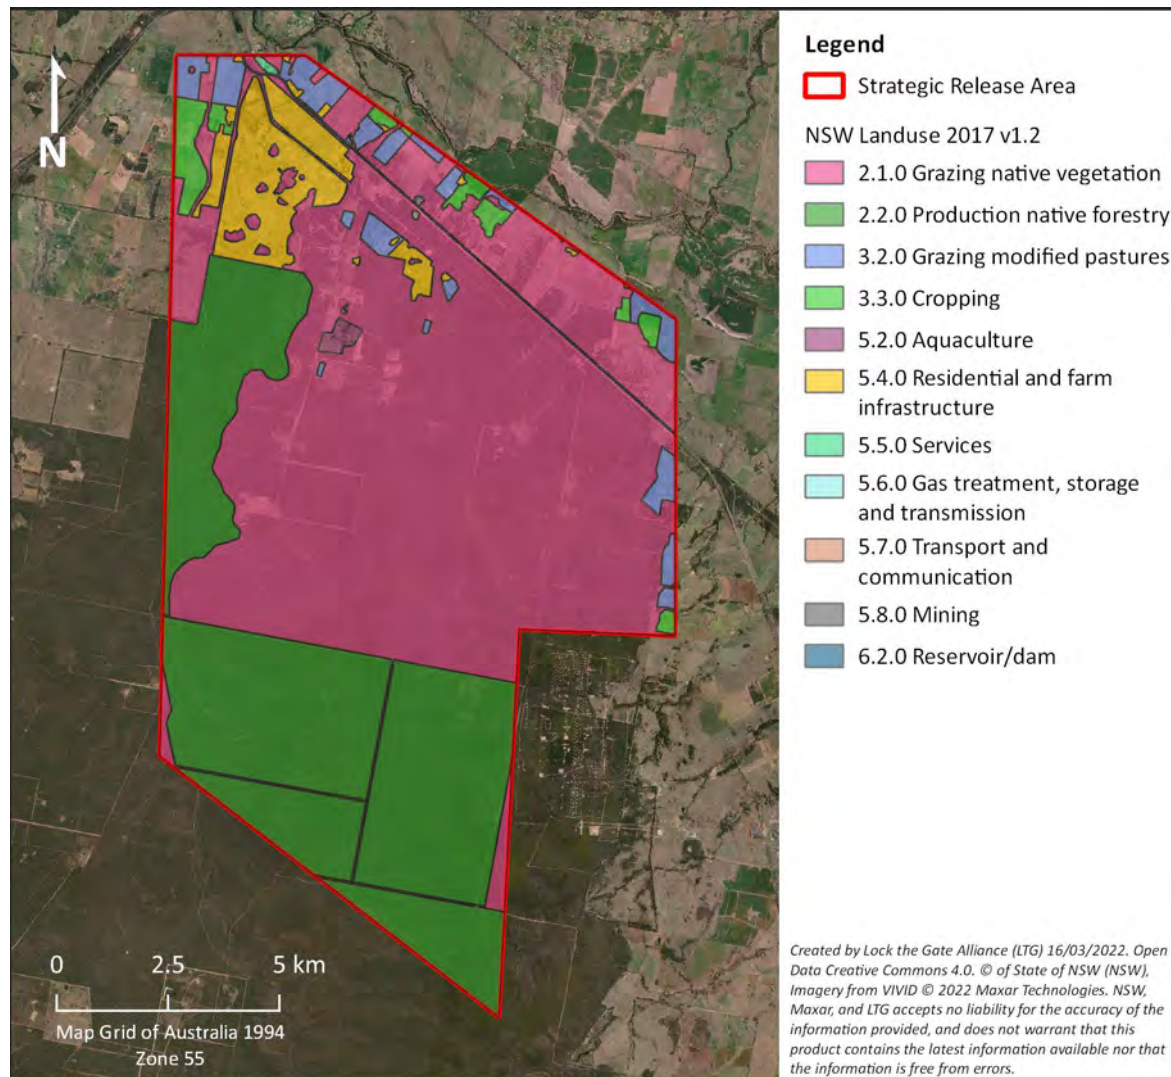 Legend
Strategic Release Area
NSW Landuse 2017 v1.2
2.1.0 Grazing native vegetation
2.2.0 Production native forestry
3.2.0 Grazing modified pastures
3.3.0 Cropping
5.2.0 Aquaculture
5.4.0 Residential and farm
infrastructure
5.5.0 Services
5.6.0 Gas treatment, storage
and transmission
5.7.0 Transport and
communication
5.8.0 Mining
6.2.0 Reservoir/dam
N
0 2.5 5 km
Map Grid of Australia 1994
Zone 55
Created by Lock the Gate Alliance (LTG) 16/03/2022. Open
Data Creative Commons 4.0. © of State of NSW (NSW),
Imagery from VIVID © 2022 Maxar Technologies. NSW,
Maxar, and LTG accepts no liability for the accuracy of the
information provided, and does not warrant that this
product contains the latest information available nor that
the information is free from errors.